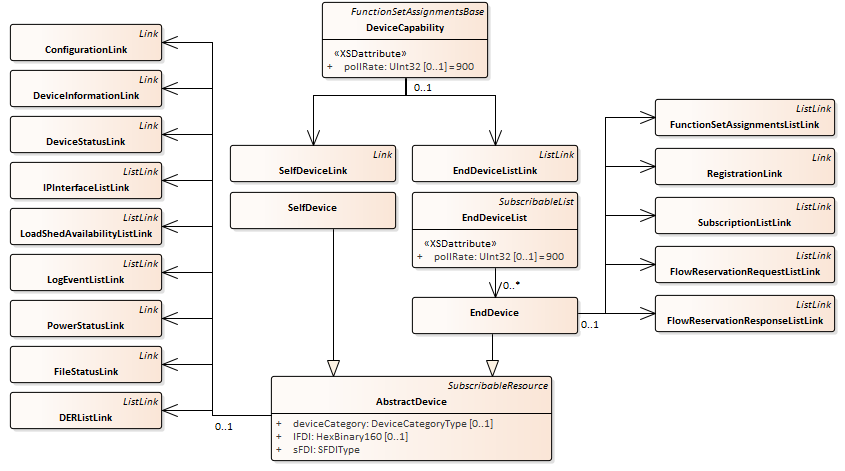 Link
ConfigurationLink
Link
DeviceInformationLink
Link
DeviceStatusLink
ListLink
IPInterfaceListLink
ListLink
LoadShedAvailabilityListLink
ListLink
LogEventListLink
Link
PowerStatusLink
Link
FileStatusLink
ListLink
DERListLink
0..1
FunctionSetAssignmentsBase
DeviceCapability
«XSDattribute»
+ pollRate: UInt32 [0..1] = 900
0..1
Link
SelfDeviceLink
SelfDevice
ListLink
EndDeviceListLink
SubscribableList
EndDeviceList
«XSDattribute»
+ pollRate: UInt32 [0..1] = 900
0..*
EndDevice
0..1
SubscribableResource
AbstractDevice
+ deviceCategory: DeviceCategoryType [0..1]
+ lFDI: HexBinary160 [0..1]
+ sFDI: SFDIType
ListLink
FunctionSetAssignmentsListLink
Link
RegistrationLink
ListLink
SubscriptionListLink
ListLink
FlowReservationRequestListLink
ListLink
FlowReservationResponseListLink